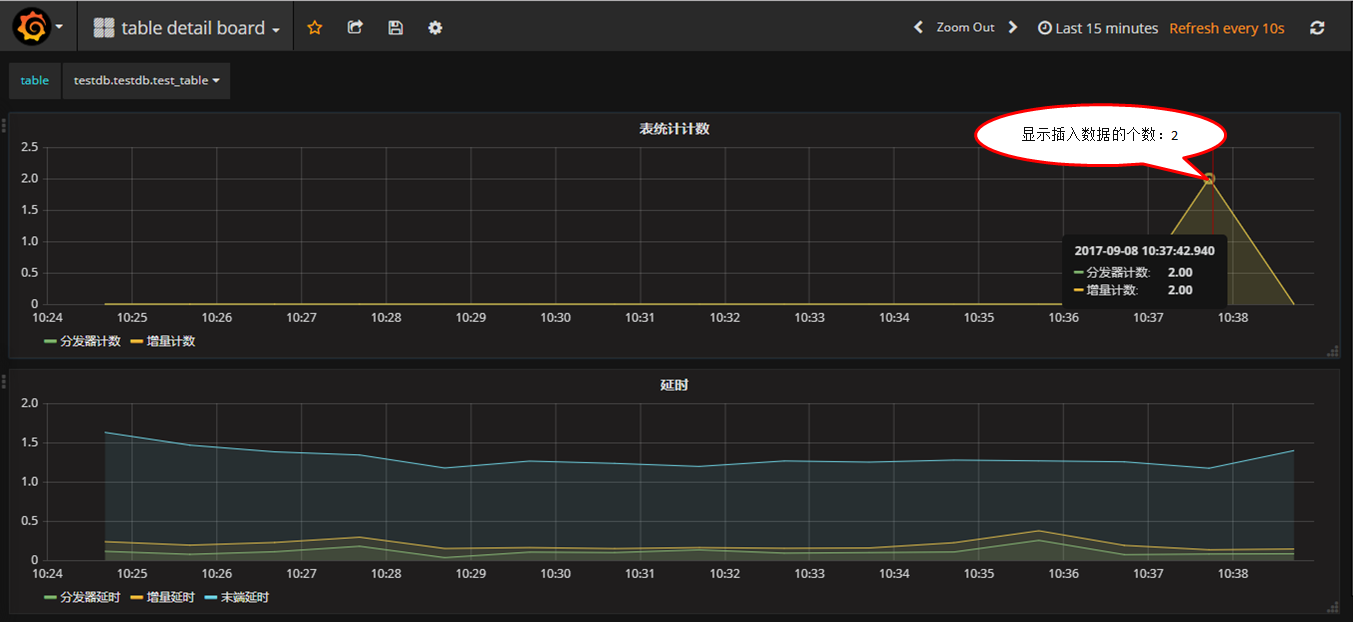 table detail board
Zoom Out
Last 15 minutes Refresh every 10s
table
testdb.testdb.test_table
表统计计数
显示插入数据的个数：2
2.5
2.0
1.5
1.0
0.5
0
2017-09-08 10:37:42.940
分发器计数: 2.00
增量计数: 2.00
10:24 10:25 10:26 10:27 10:28 10:29 10:30 10:31 10:32 10:33 10:34 10:35 10:36 10:37 10:38
分发器计数 增量计数
延时
2.0
1.5
1.0
0.5
0
10:24 10:25 10:26 10:27 10:28 10:29 10:30 10:31 10:32 10:33 10:34 10:35 10:36 10:37 10:38
分发器延时 增量延时 末端延时